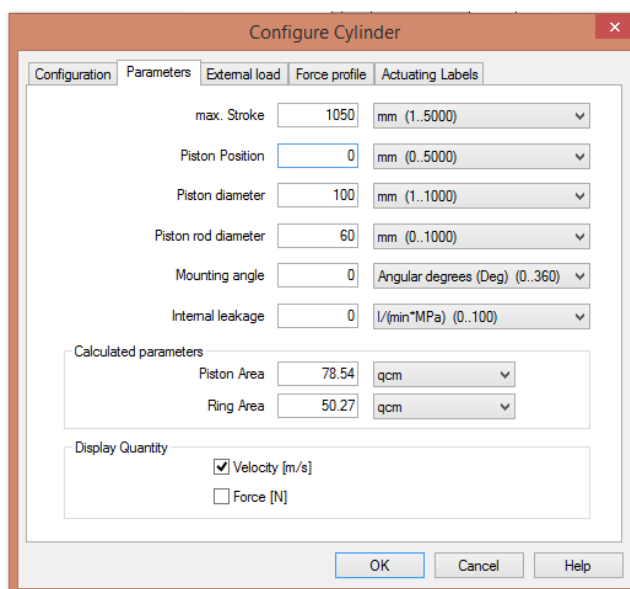 Configure Cylinder
Configuration Parameters External load Force profile Actuating Labels
max. Stroke 1050 mm (1..5000)
Piston Position 0 mm (0..5000)
Piston diameter 100 mm (1..1000)
Piston rod diameter 60 mm (0..1000)
Mounting angle 0 Angular degrees (Deg) (0..360)
Internal leakage 0 l/(min*MPa) (0..100)
Calculated parameters
Piston Area 78.54 qcm
Ring Area 50.27 qcm
Display Quantity
Velocity [m/s]
Force [N]
OK Cancel Help